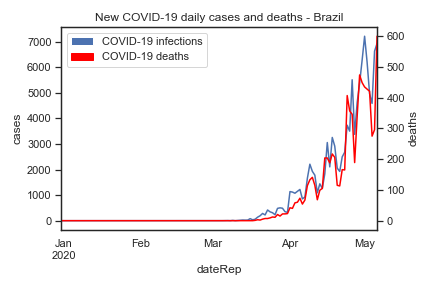 New COVID-19 daily cases and deaths - Brazil
COVID-19 infections
COVID-19 deaths
7000
6000
5000
4000
3000
2000
1000
0
cases
600
500
400
300
200
100
0
deaths
Jan
2020
Feb
Mar
Apr
May
dateRep